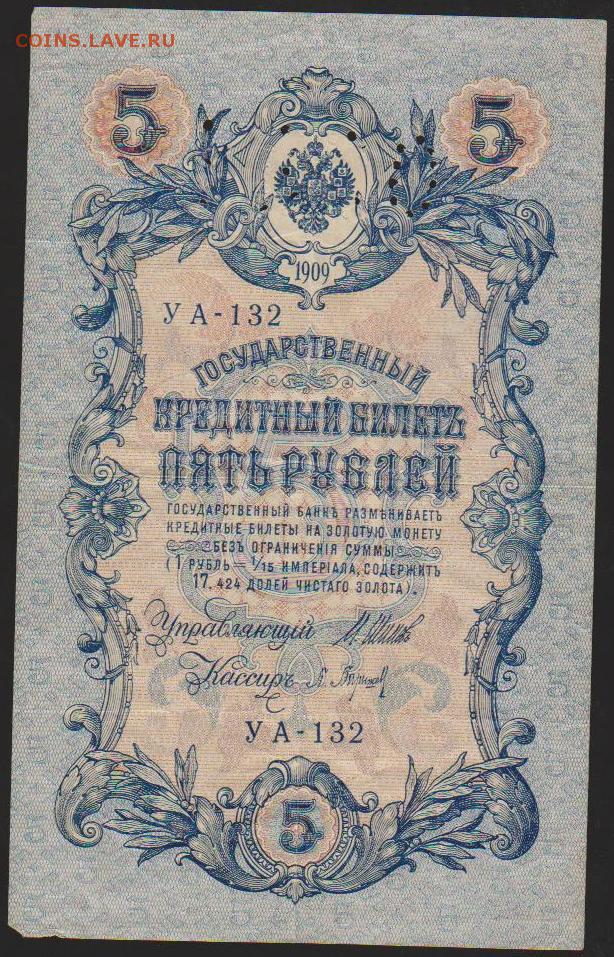 COINS.LAVE.RU
5 5
1909
УА-132
ГОСУДАРСТВЕННЫЙ
КРЕДИТНЫЙ БИЛЕТЪ
ПЯТЬ РУБЛЕЙ
ГОСУДАРСТВЕННЫЙ БАНКЪ РАЗМѢНИВАЕТЪ
КРЕДИТНЫЕ БИЛЕТЫ НА ЗОЛОТУЮ МОНЕТУ
БЕЗЪ ОГРАНИЧЕНІЯ СУММЫ
(1 РУБЛЬ = 1/15 ИМПЕРІАЛА, СОДЕРЖИТЪ
17,424 ДОЛЕЙ ЧИСТАГО ЗОЛОТА).
Управляющій
Кассиръ
УА-132
5